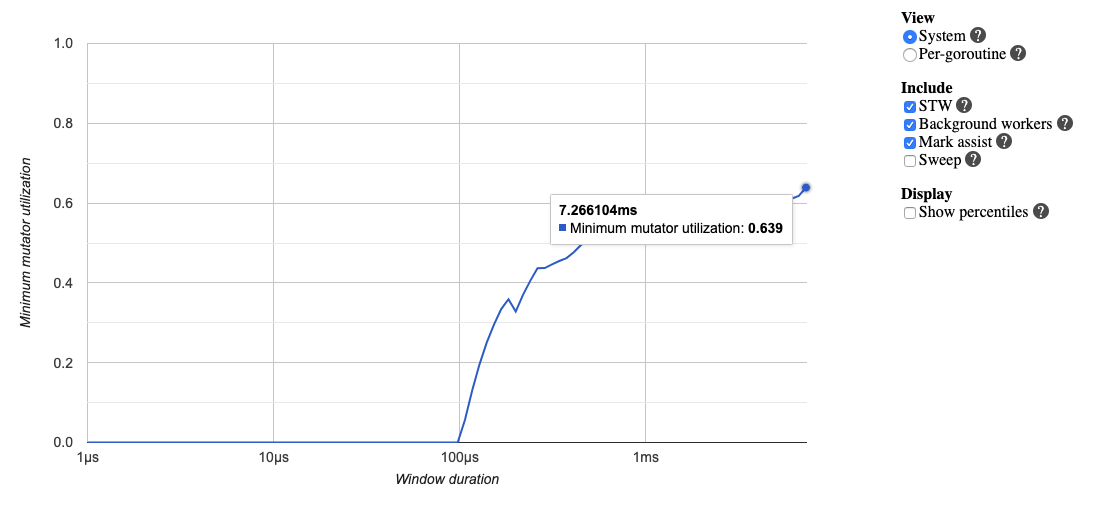 1.0
0.8
0.6
0.4
0.2
0.0
Minimum mutator utilization
1μs
10μs
100μs
1ms
Window duration
7.266104ms
Minimum mutator utilization: 0.639
View
System ?
Per-goroutine ?
Include
STW ?
Background workers ?
Mark assist ?
Sweep ?
Display
Show percentiles ?